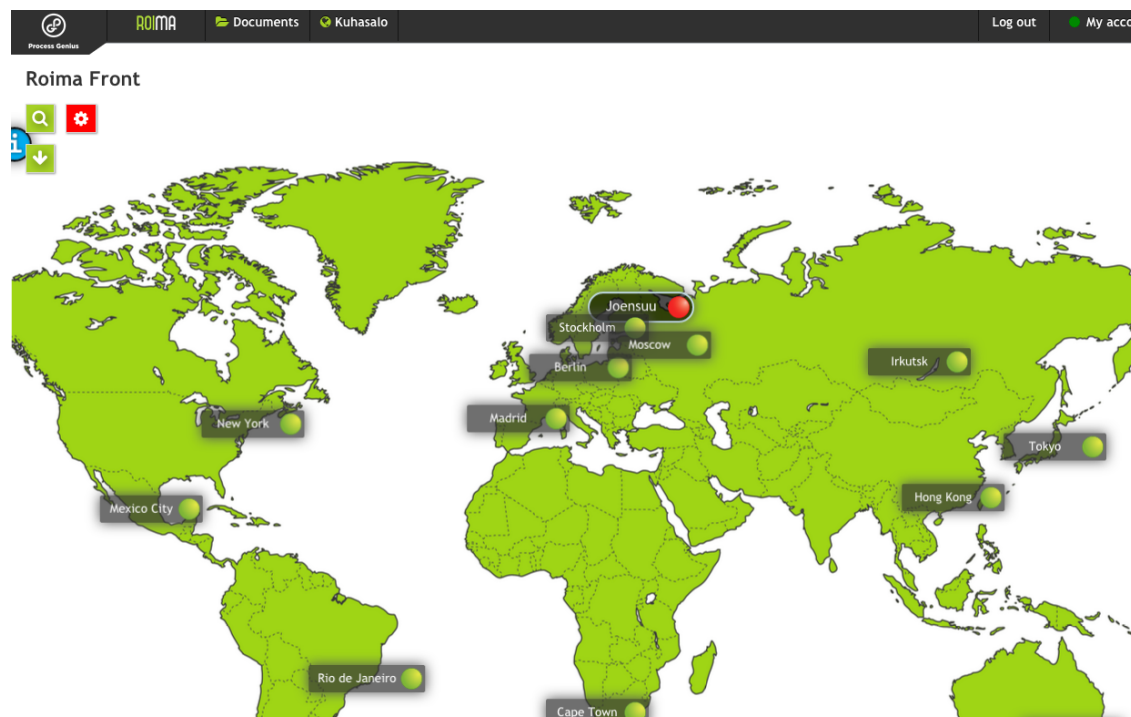 ROIMA Documents Kuhasalo Log out My acco
Process Genius
Roima Front
i
Joensuu
Stockholm
Moscow
Berlin
Irkutsk
Madrid
New York
Tokyo
Hong Kong
Mexico City
Rio de Janeiro
Cape Town